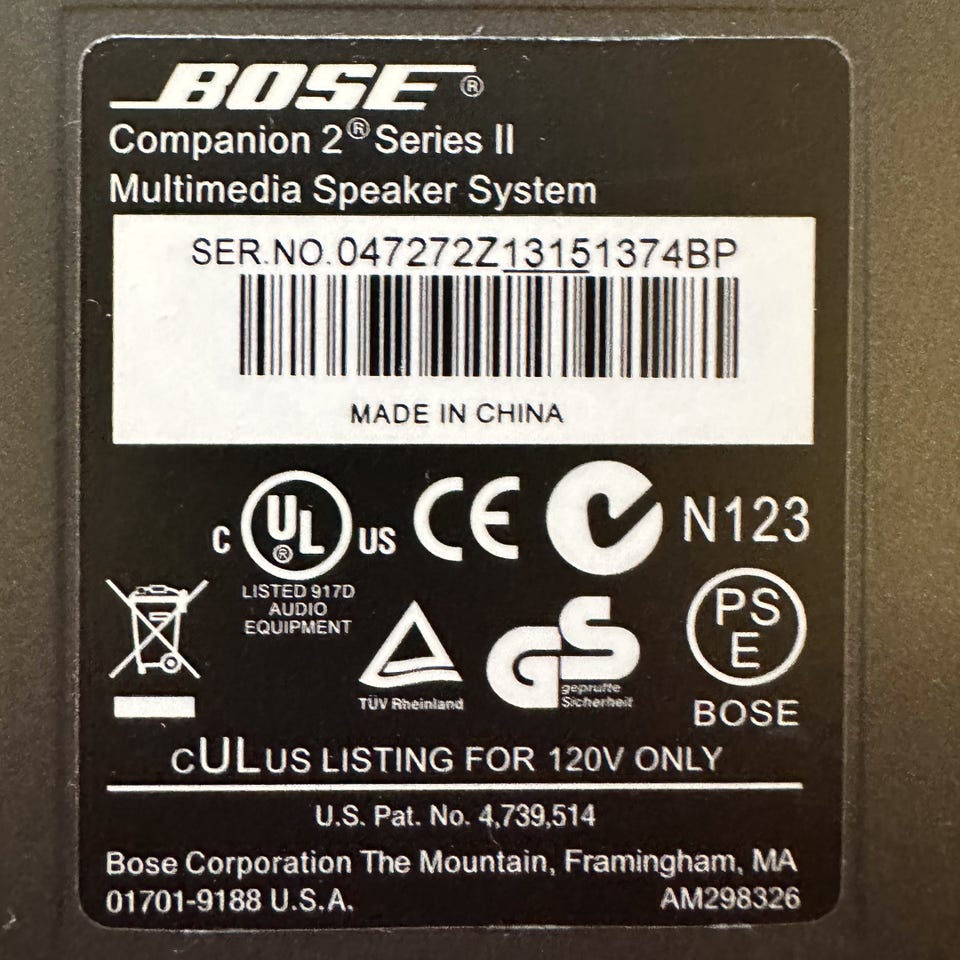 BOSE®
Companion 2® Series II
Multimedia Speaker System
SER.NO.047272Z13151374BP
MADE IN CHINA
C UL® US
LISTED 917D
AUDIO
EQUIPMENT
CE
N123
TÜV Rheinland
GS
geprüfte
Sicherheit
PS
E
BOSE
CULUS LISTING FOR 120V ONLY
U.S. Pat. No. 4,739,514
Bose Corporation The Mountain, Framingham, MA
01701-9188 U.S.A.
AM298326